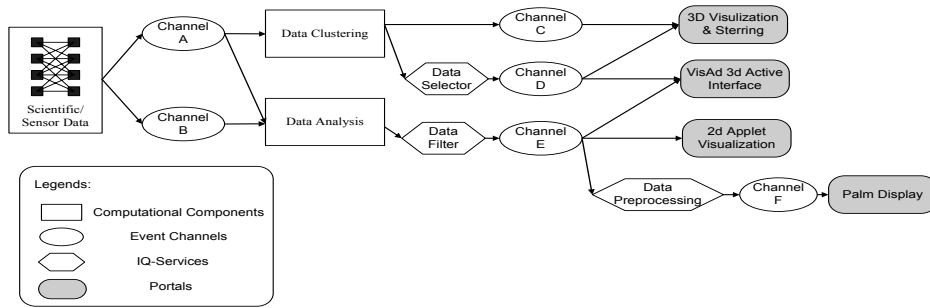 Scientific/
Sensor Data
Channel
A
Channel
B
Data Clustering
Data Analysis
Data
Selector
Data
Filter
Channel
C
Channel
D
Channel
E
3D Visulization
& Sterring
VisAd 3d Active
Interface
2d Applet
Visualization
Data
Preprocessing
Channel
F
Palm Display
Legends:
Computational Components
Event Channels
IQ-Services
Portals